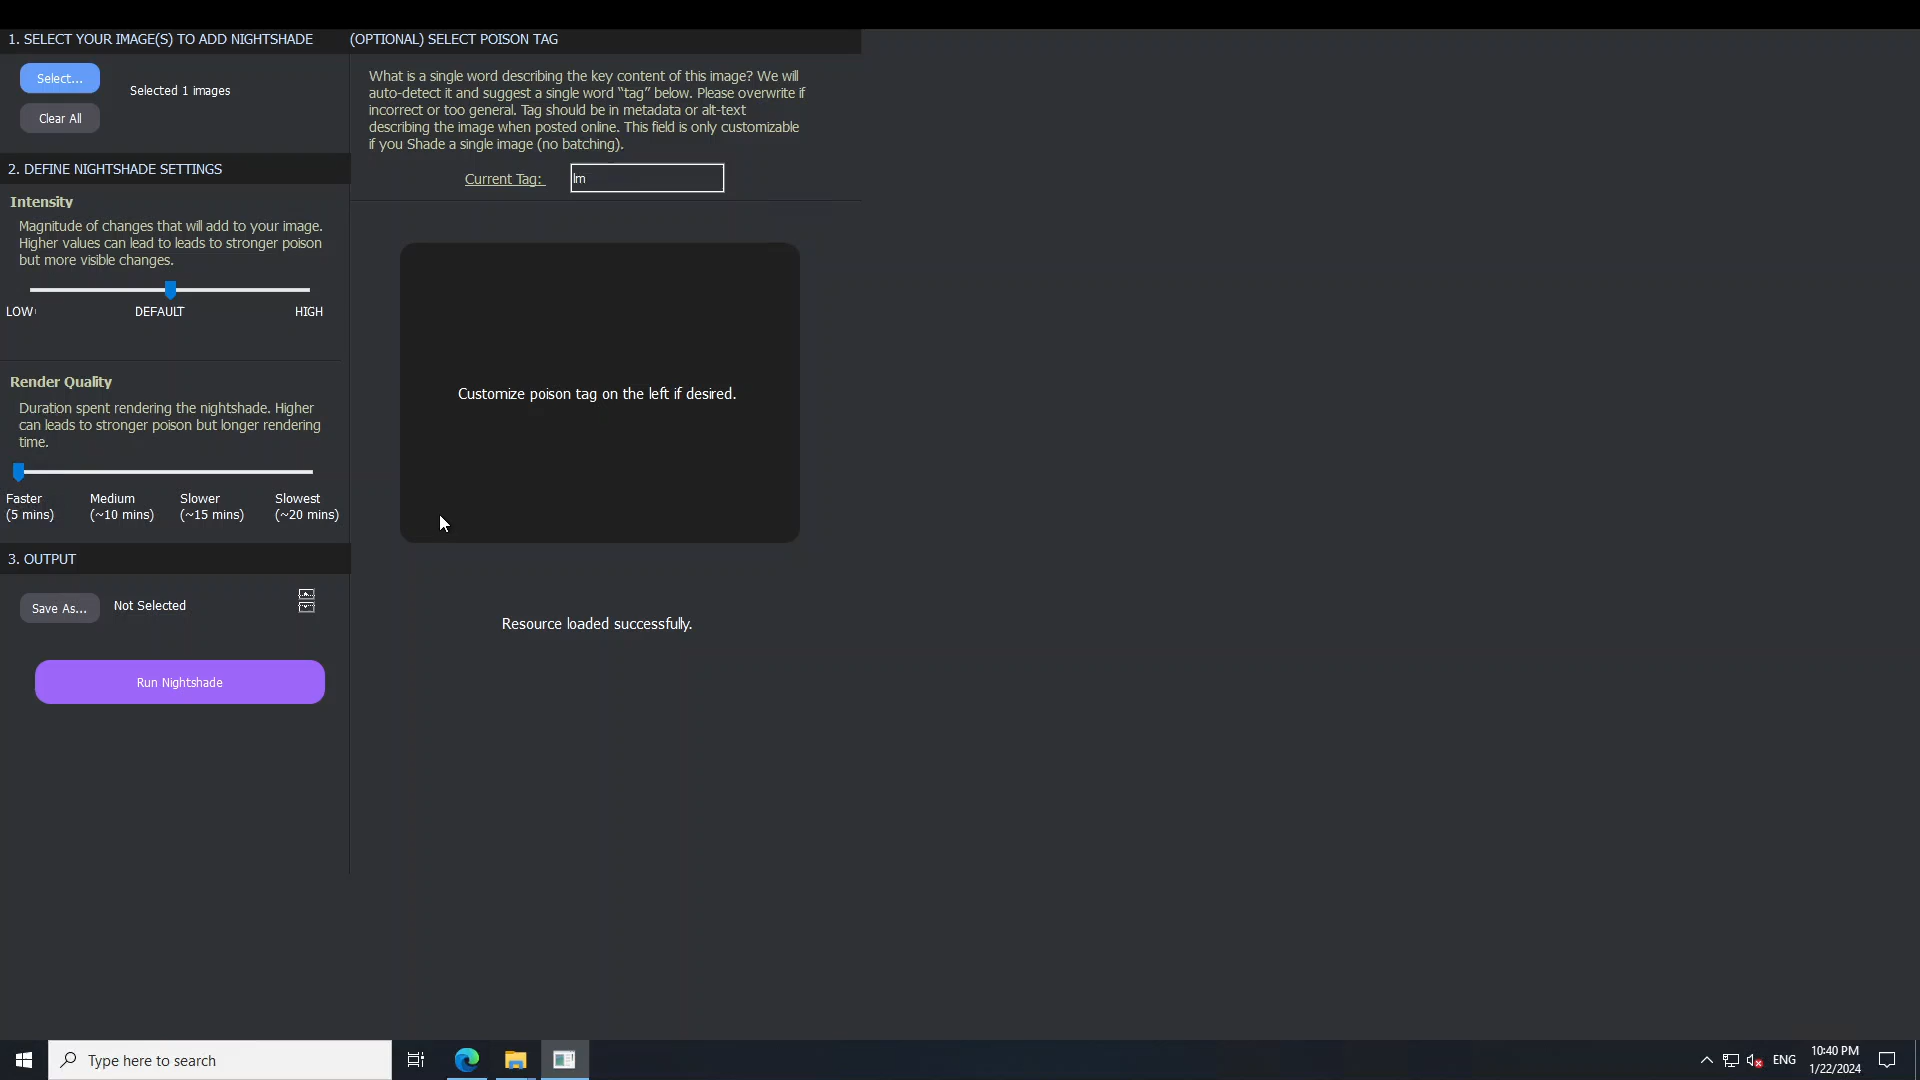 1. SELECT YOUR IMAGE(S) TO ADD NIGHTSHADE
Select...
Selected 1 images
Clear All
2. DEFINE NIGHTSHADE SETTINGS
Intensity
Magnitude of changes that will add to your image.
Higher values can lead to leads to stronger poison
but more visible changes.
LOW
DEFAULT
HIGH
Render Quality
Duration spent rendering the nightshade. Higher
can leads to stronger poison but longer rendering
time.
Faster
(5 mins)
Medium
(~10 mins)
Slower
(~15 mins)
Slowest
(~20 mins)
3. OUTPUT
Save As...
Not Selected
Run Nightshade
(OPTIONAL) SELECT POISON TAG
What is a single word describing the key content of this image? We will
auto-detect it and suggest a single word “tag” below. Please overwrite if
incorrect or too general. Tag should be in metadata or alt-text
describing the image when posted online. This field is only customizable
if you Shade a single image (no batching).
Current Tag:
Customize poison tag on the left if desired.
Resource loaded successfully.
Type here to search
ENG
10:40 PM
1/22/2024